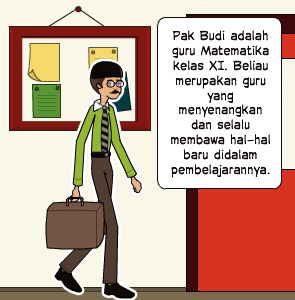 Pak Budi adalah
guru Matematika
kelas XI. Beliau
merupakan guru
yang
menyenangkan
dan selalu
membawa hal-hal
baru didalam
pembelajarannya.